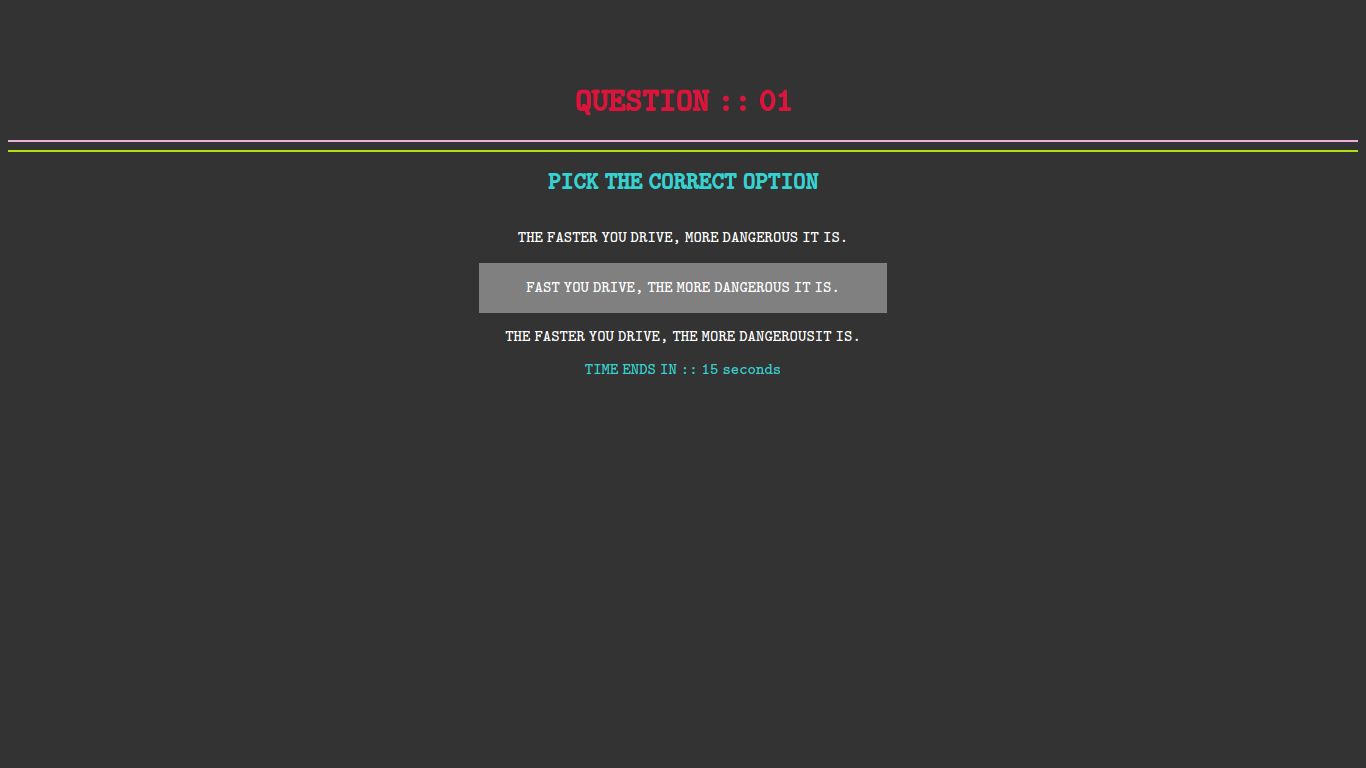 QUESTION :: 01
PICK THE CORRECT OPTION
THE FASTER YOU DRIVE, MORE DANGEROUS IT IS.
FAST YOU DRIVE, THE MORE DANGEROUS IT IS.
THE FASTER YOU DRIVE, THE MORE DANGEROUSIT IS.
TIME ENDS IN :: 15 seconds